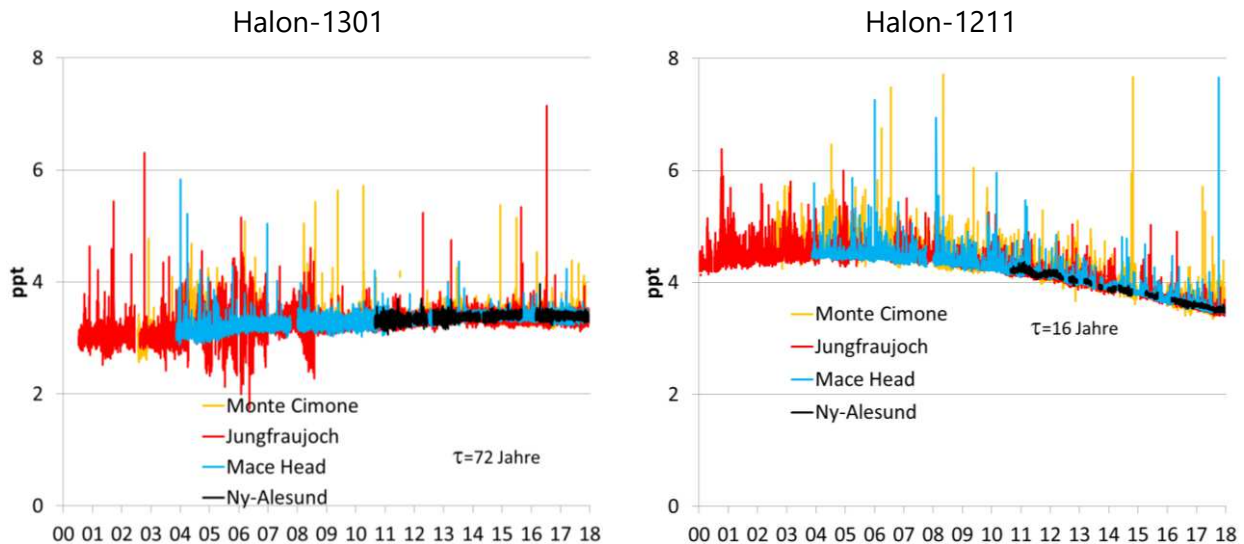 Halon-1301
8
6
4
2
0
ppt
Monte Cimone
Jungfraujoch
Mace Head
Ny-Alesund
τ=72 Jahre
00 01 02 03 04 05 06 07 08 09 10 11 12 13 14 15 16 17 18
Halon-1211
8
6
4
2
0
ppt
Monte Cimone
Jungfraujoch
Mace Head
Ny-Alesund
τ=16 Jahre
00 01 02 03 04 05 06 07 08 09 10 11 12 13 14 15 16 17 18